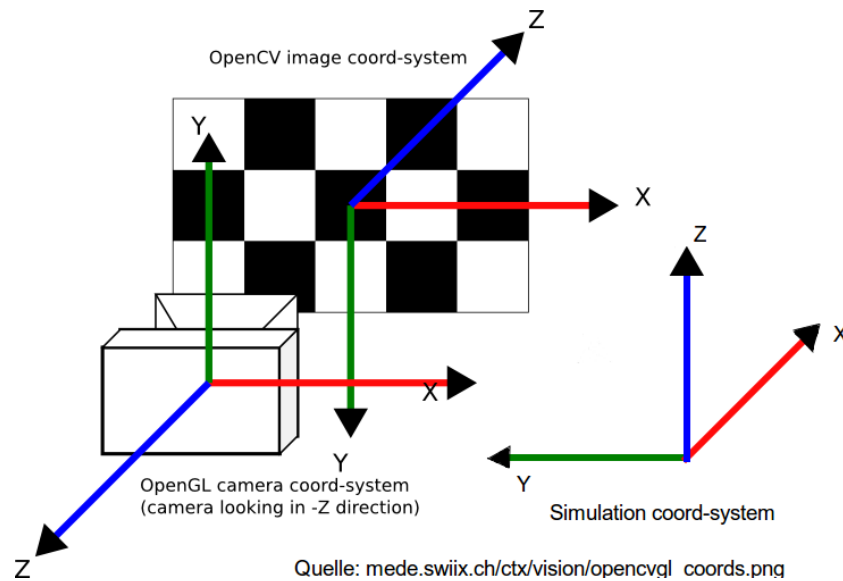 Z
OpenCV image coord-system
Y
X
Z
X
X
Y
Y
OpenGL camera coord-system
(camera looking in -Z direction)
Simulation coord-system
Z
Quelle: mede.swiix.ch/ctx/vision/opencvgl_coords.png